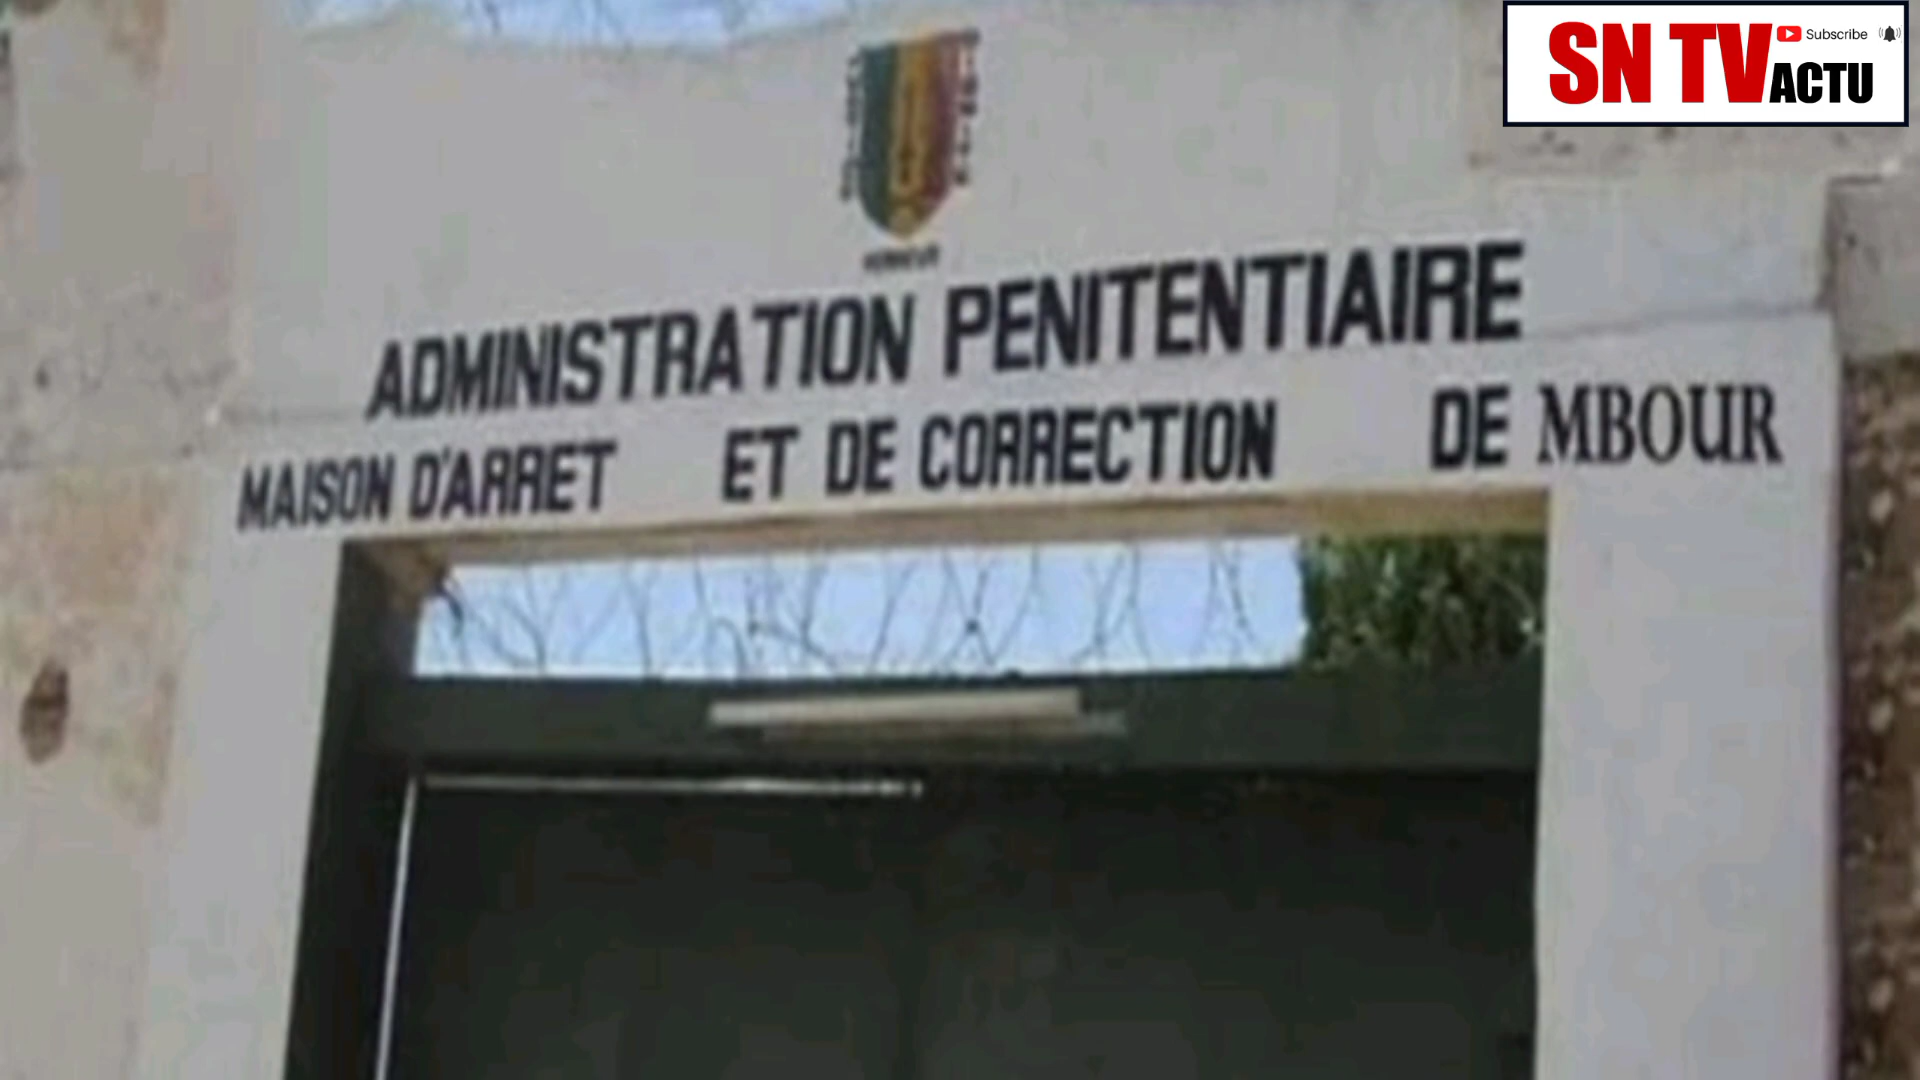 SN TV ACTU
Subscribe
ADMINISTRATION PENITENTIAIRE
MAISON D'ARRET ET DE CORRECTION DE MBOUR